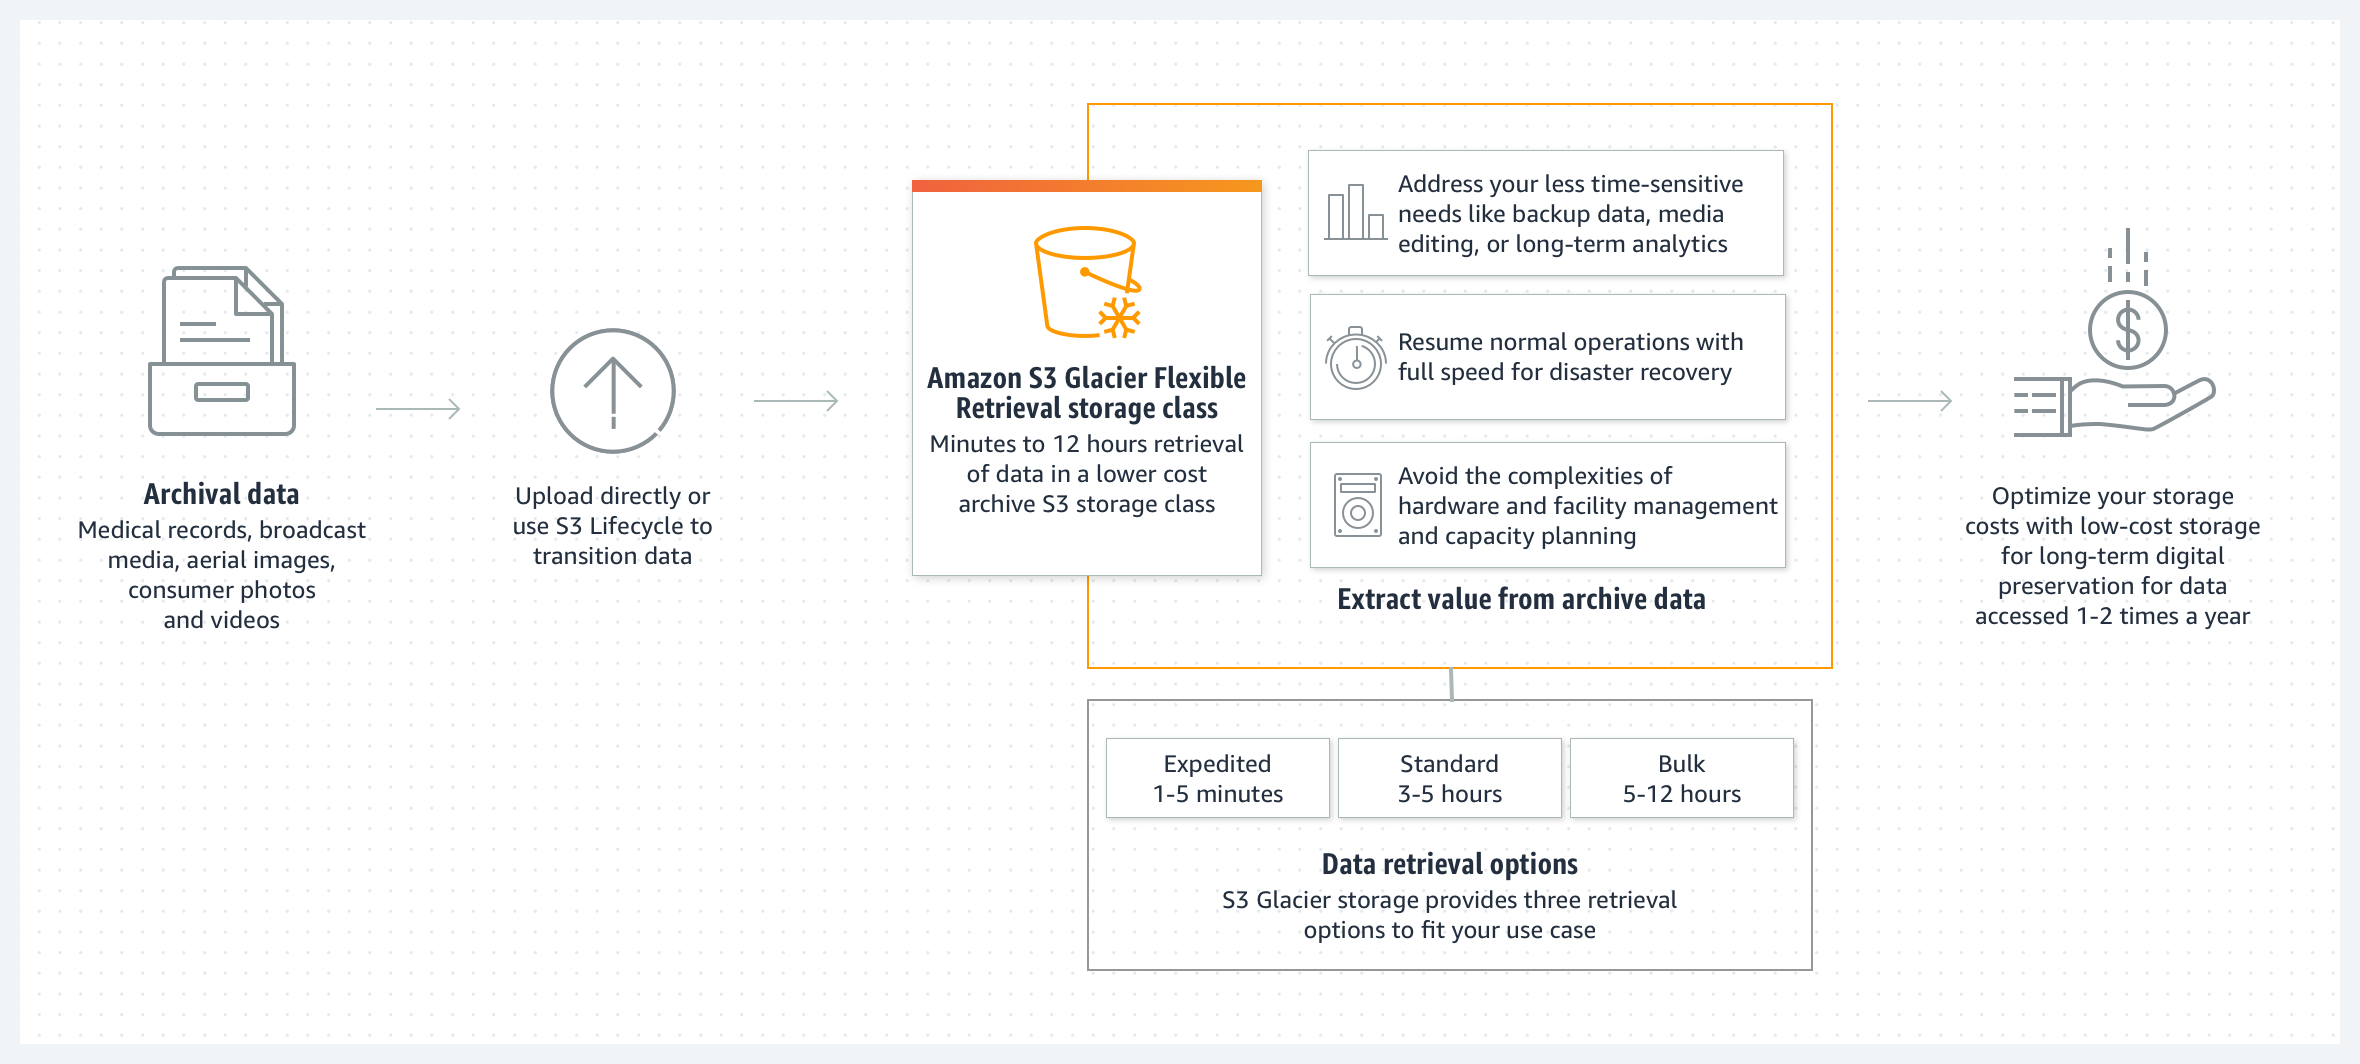 Archival data
Medical records, broadcast
media, aerial images,
consumer photos
and videos
Upload directly or
use S3 Lifecycle to
transition data
Amazon S3 Glacier Flexible
Retrieval storage class
Minutes to 12 hours retrieval
of data in a lower cost
archive S3 storage class
Address your less time-sensitive
needs like backup data, media
editing, or long-term analytics
Resume normal operations with
full speed for disaster recovery
Avoid the complexities of
hardware and facility management
and capacity planning
Extract value from archive data
Expedited
1-5 minutes
Standard
3-5 hours
Bulk
5-12 hours
Data retrieval options
S3 Glacier storage provides three retrieval
options to fit your use case
$
Optimize your storage
costs with low-cost storage
for long-term digital
preservation for data
accessed 1-2 times a year